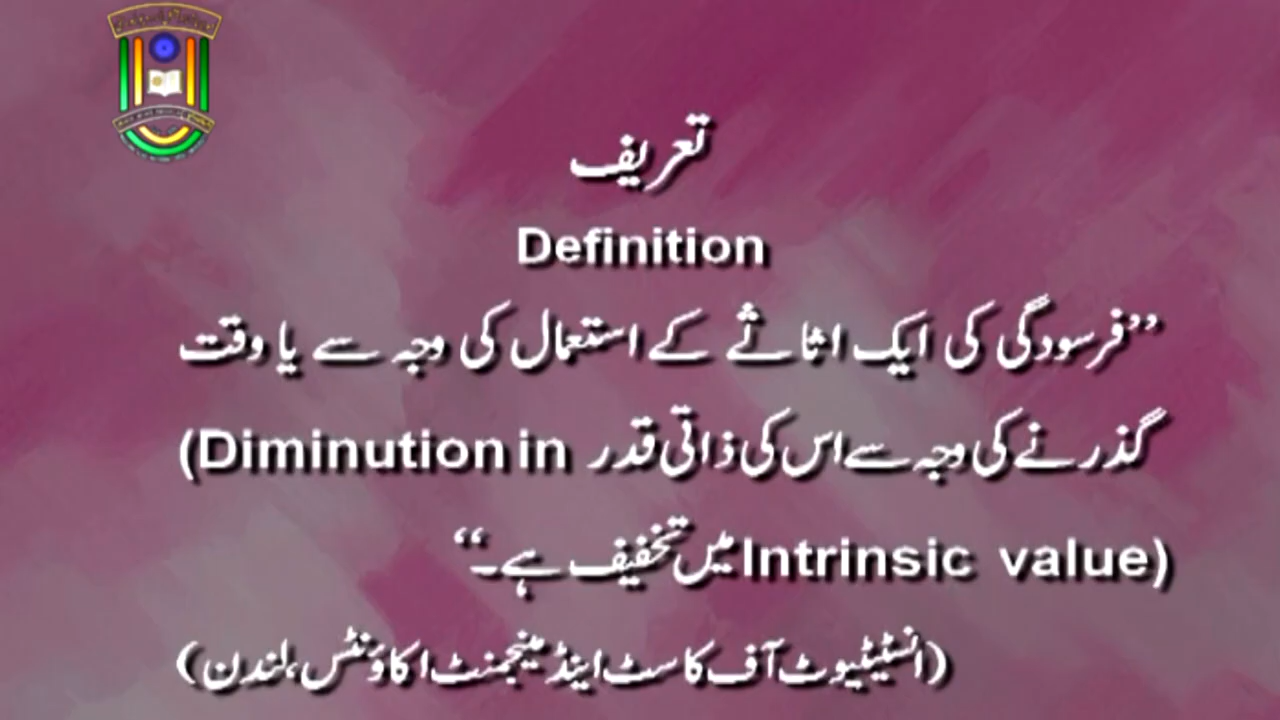 تعریف
Definition
”فرسودگی کی ایک اثاثے کے استعمال کی وجہ سے یا وقت
گذرنے کی وجہ سے اس کی ذاتی قدر (Diminution in
Intrinsic value) میں تخفیف ہے۔“
(انسٹیٹیوٹ آف کاسٹ اینڈ مینجمنٹ اکاؤنٹس، لندن)